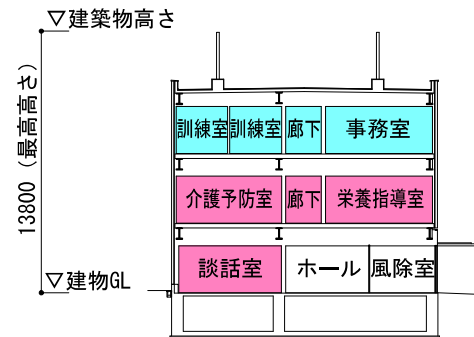 ▽建築物高さ
13800（最高高さ）
訓練室 訓練室 廊下 事務室
介護予防室 廊下 栄養指導室
談話室 ホール 風除室
▽建物GL